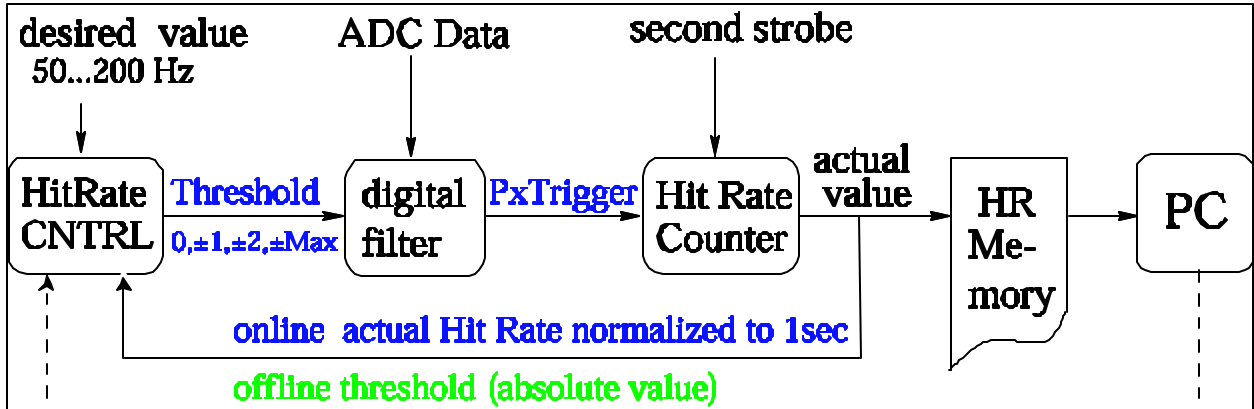 desired value
50...200 Hz
ADC Data
second strobe
HitRate
CNTRL
Threshold
0,±1,±2,±Max
digital
filter
PxTrigger
Hit Rate
Counter
actual
value
HR
Me-
mory
PC
online actual Hit Rate normalized to 1sec
offline threshold (absolute value)